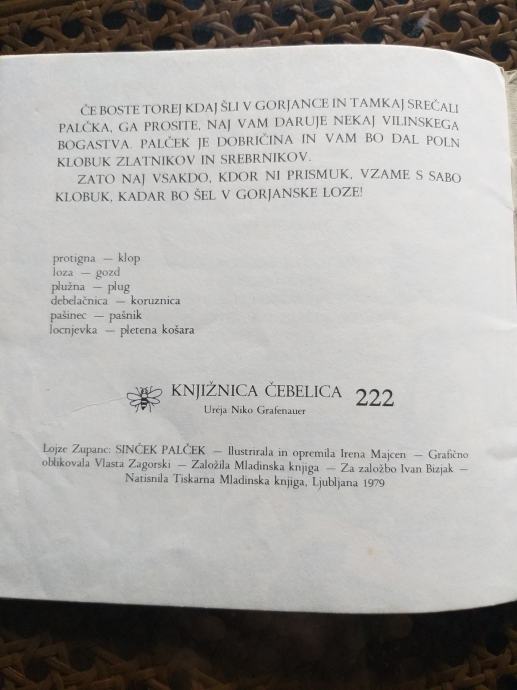 ČE BOSTE TOREJ KDAJ ŠLI V GORJANCE IN TAMKAJ SREČALI
PALČKA, GA PROSITE, NAJ VAM DARUJE NEKAJ VILINSKEGA
BOGASTVA. PALČEK JE DOBRIČINA IN VAM BO DAL POLN
KLOBUK ZLATNIKOV IN SREBRNIKOV.
ZATO NAJ VSAKDO, KDOR NI PRISMUK, VZAME S SABO
KLOBUK, KADAR BO ŠEL V GORJANSKE LOZE!
protigna — klop
loza — gozd
plužna — plug
debelačnica — koruznica
pašinec — pašnik
locnjevka — pletena košara
KNJIŽNICA ČEBELICA 222
Ureja Niko Grafenauer
Lojze Zupanc: SINČEK PALČEK — Ilustrirala in opremila Irena Majcen — Grafično
oblikovala Vlasta Zagorski — Založila Mladinska knjiga — Za založbo Ivan Bizjak —
Natisnila Tiskarna Mladinska knjiga, Ljubljana 1979